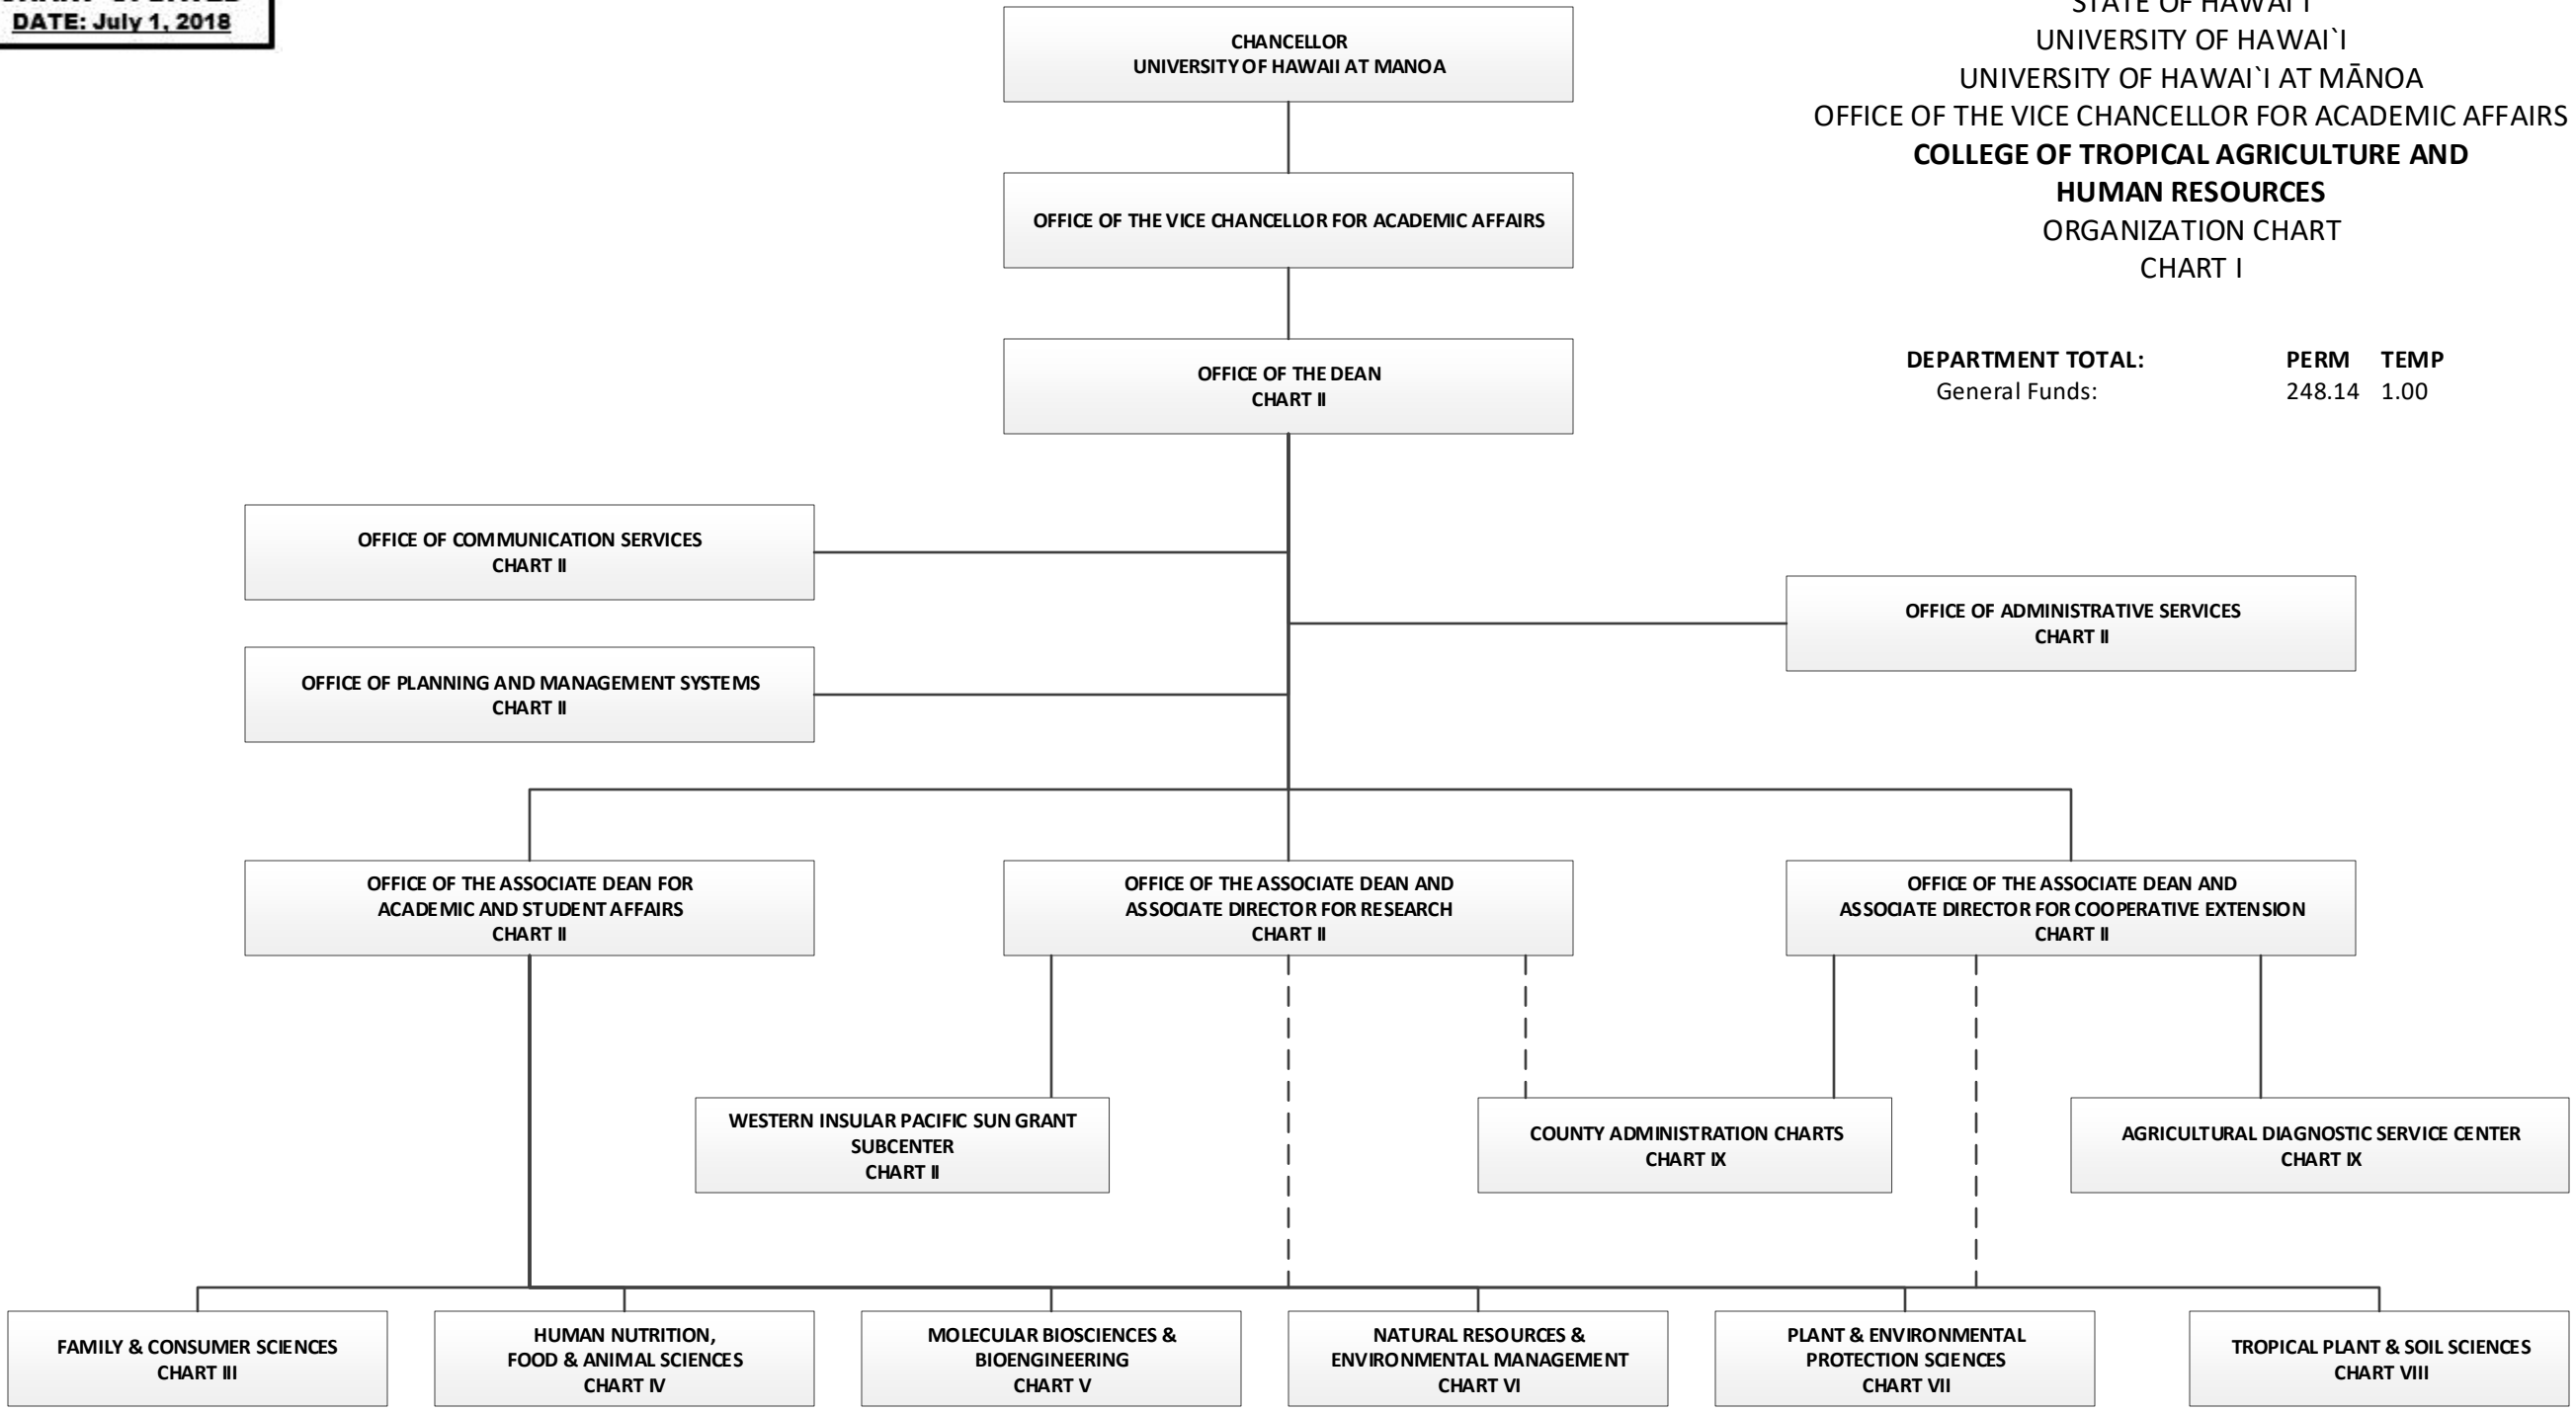 DATE: July 1, 2018
UNIVERSITY OF HAWAI`I
UNIVERSITY OF HAWAI`I AT MĀNOA
OFFICE OF THE VICE CHANCELLOR FOR ACADEMIC AFFAIRS
COLLEGE OF TROPICAL AGRICULTURE AND
HUMAN RESOURCES
ORGANIZATION CHART
CHART I
DEPARTMENT TOTAL: PERM TEMP
General Funds: 248.14 1.00
CHANCELLOR
UNIVERSITY OF HAWAII AT MANOA
OFFICE OF THE VICE CHANCELLOR FOR ACADEMIC AFFAIRS
OFFICE OF THE DEAN
CHART II
OFFICE OF COMMUNICATION SERVICES
CHART II
OFFICE OF ADMINISTRATIVE SERVICES
CHART II
OFFICE OF PLANNING AND MANAGEMENT SYSTEMS
CHART II
OFFICE OF THE ASSOCIATE DEAN FOR
ACADEMIC AND STUDENT AFFAIRS
CHART II
OFFICE OF THE ASSOCIATE DEAN AND
ASSOCIATE DIRECTOR FOR RESEARCH
CHART II
OFFICE OF THE ASSOCIATE DEAN AND
ASSOCIATE DIRECTOR FOR COOPERATIVE EXTENSION
CHART II
WESTERN INSULAR PACIFIC SUN GRANT
SUBCENTER
CHART II
COUNTY ADMINISTRATION CHARTS
CHART IX
AGRICULTURAL DIAGNOSTIC SERVICE CENTER
CHART IX
FAMILY & CONSUMER SCIENCES
CHART III
HUMAN NUTRITION,
FOOD & ANIMAL SCIENCES
CHART IV
MOLECULAR BIOSCIENCES &
BIOENGINEERING
CHART V
NATURAL RESOURCES &
ENVIRONMENTAL MANAGEMENT
CHART VI
PLANT & ENVIRONMENTAL
PROTECTION SCIENCES
CHART VII
TROPICAL PLANT & SOIL SCIENCES
CHART VIII